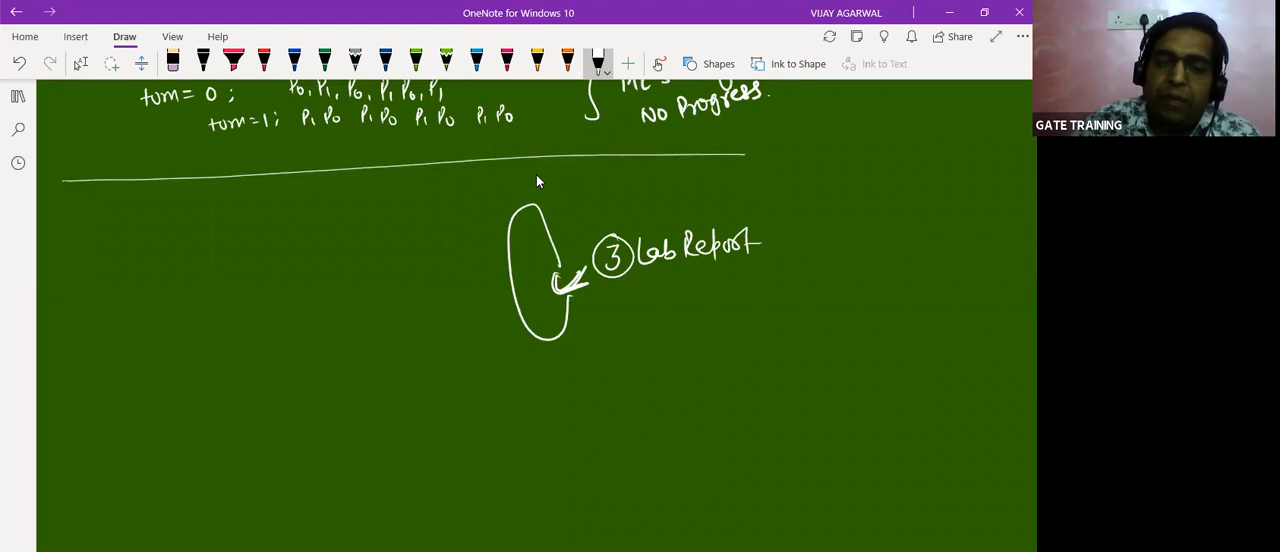 OneNote for Windows 10
VIJAY AGARWAL
Home Insert Draw View Help
Share
Shapes
Ink to Shape
Ink to Text
turn = 0 ; P0, P1, P0, P1, P0, P1
turn=1; P1 P0 P1 P0 P1 P0 P1 P0
No Progress.
3 Lab Report
GATE TRAINING